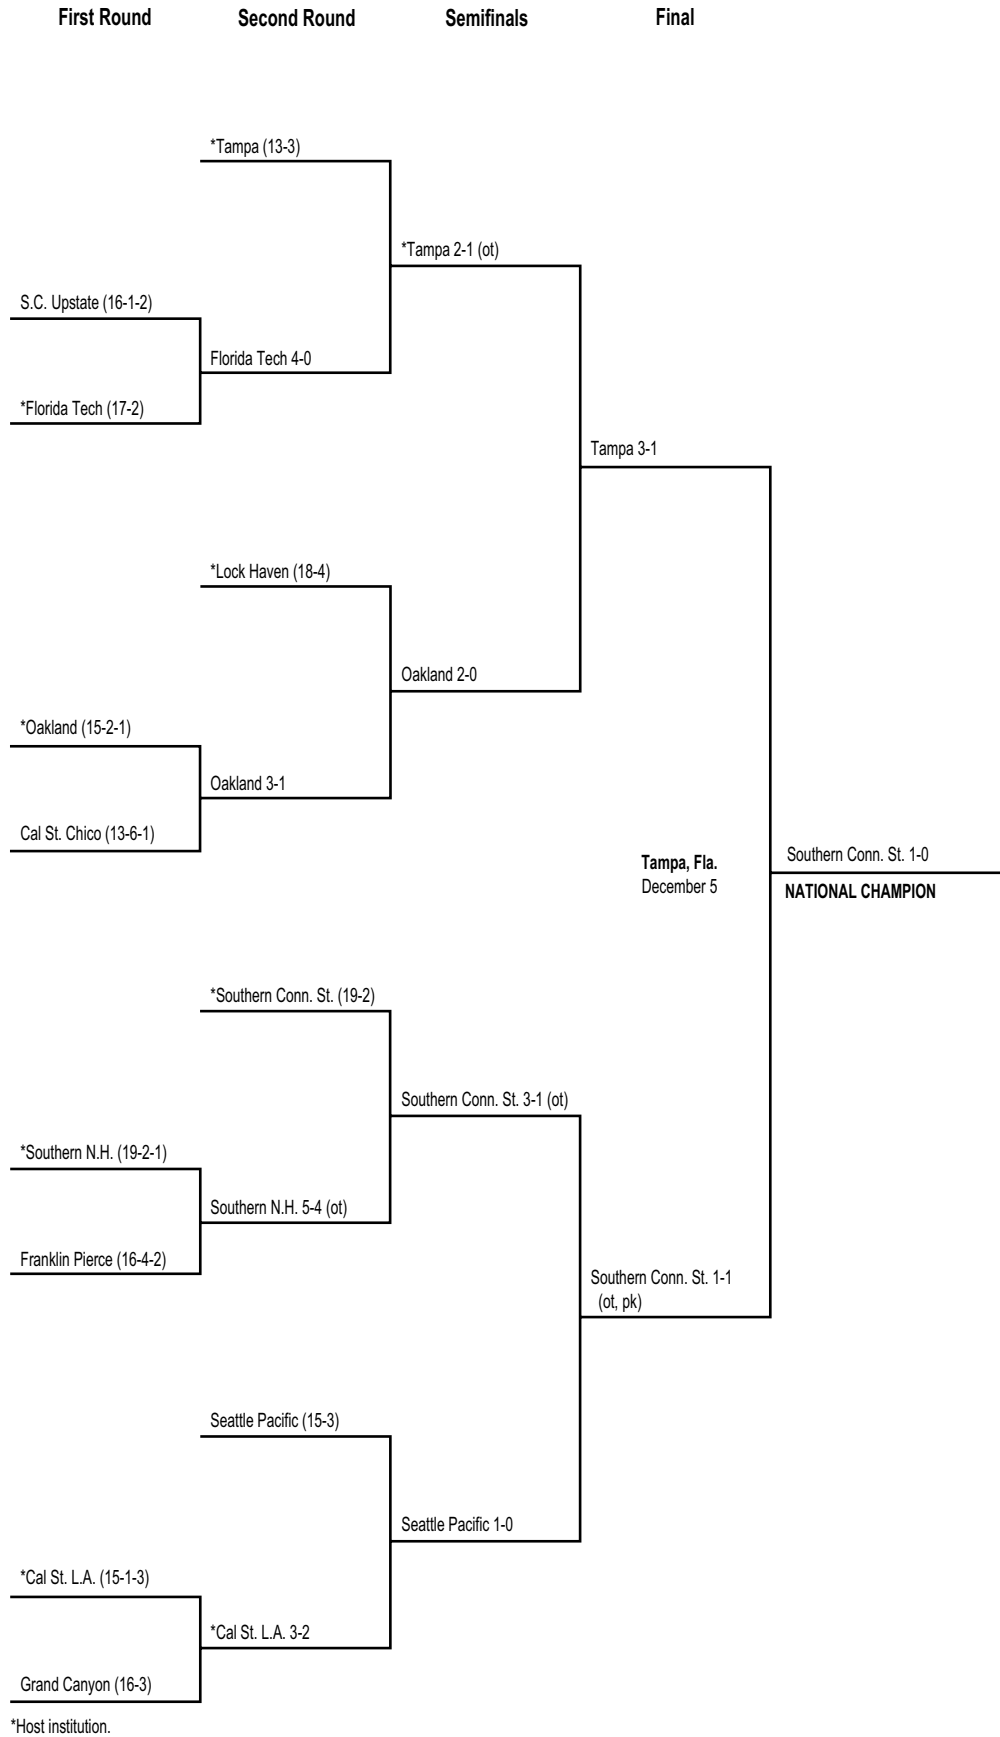 First Round
Second Round
Semifinals
Final
*Tampa (13-3)
*Tampa 2-1 (ot)
S.C. Upstate (16-1-2)
Florida Tech 4-0
*Florida Tech (17-2)
Tampa 3-1
*Lock Haven (18-4)
Oakland 2-0
*Oakland (15-2-1)
Oakland 3-1
Cal St. Chico (13-6-1)
Tampa, Fla.
December 5
Southern Conn. St. 1-0
NATIONAL CHAMPION
*Southern Conn. St. (19-2)
Southern Conn. St. 3-1 (ot)
*Southern N.H. (19-2-1)
Southern N.H. 5-4 (ot)
Franklin Pierce (16-4-2)
Southern Conn. St. 1-1
(ot, pk)
Seattle Pacific (15-3)
Seattle Pacific 1-0
*Cal St. L.A. (15-1-3)
*Cal St. L.A. 3-2
Grand Canyon (16-3)
*Host institution.